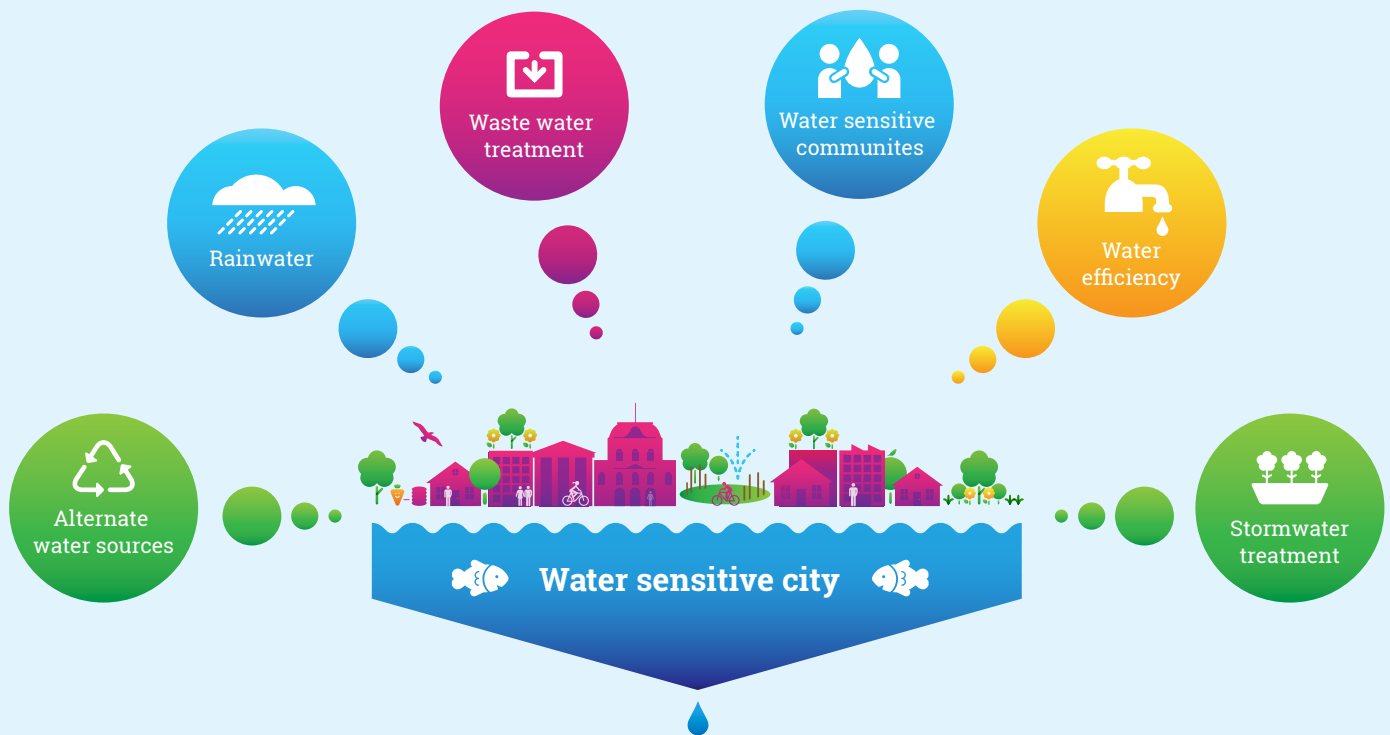 Waste water
treatment
Water sensitive
communites
Rainwater
Water
efficiency
Alternate
water sources
Stormwater
treatment
Water sensitive city